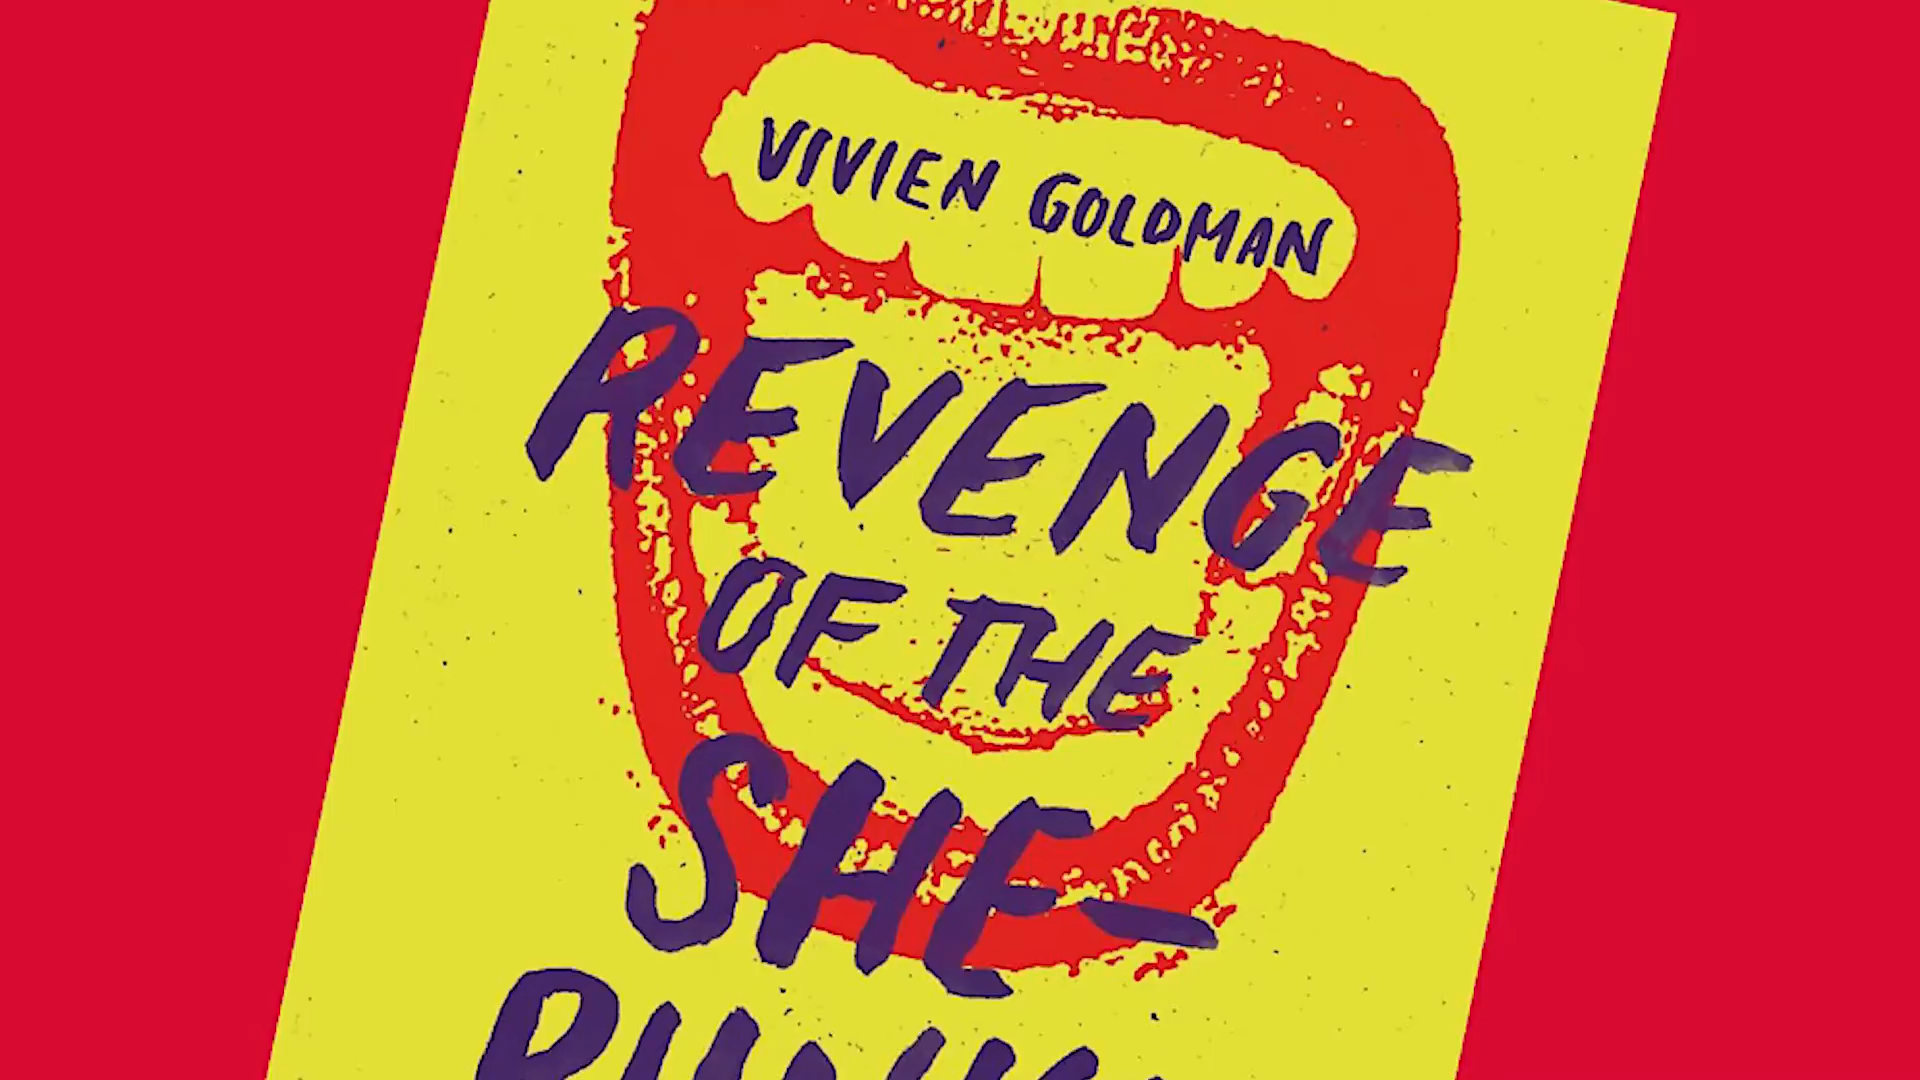 VIVIEN GOLDMAN
REVENGE
OF THE
SHE-